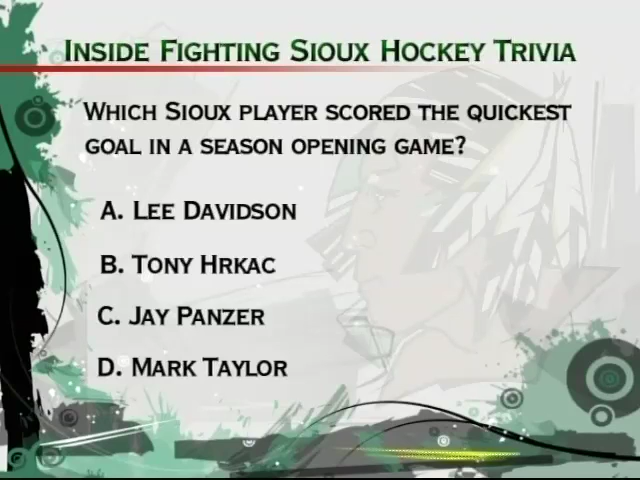 Inside Fighting Sioux Hockey Trivia
Which Sioux player scored the quickest
goal in a season opening game?
A. Lee Davidson
B. Tony Hrkac
C. Jay Panzer
D. Mark Taylor